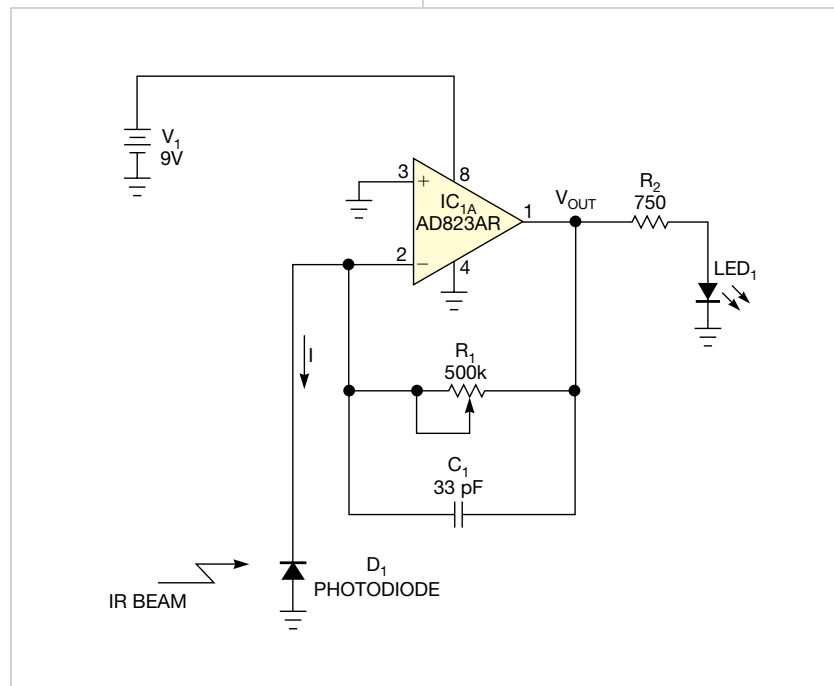 V₁
9V
3
+
8
IC₁A
AD823AR
1
2
−
4
V_OUT
R₂
750
LED₁
I
R₁
500k
C₁
33 pF
D₁
PHOTODIODE
IR BEAM